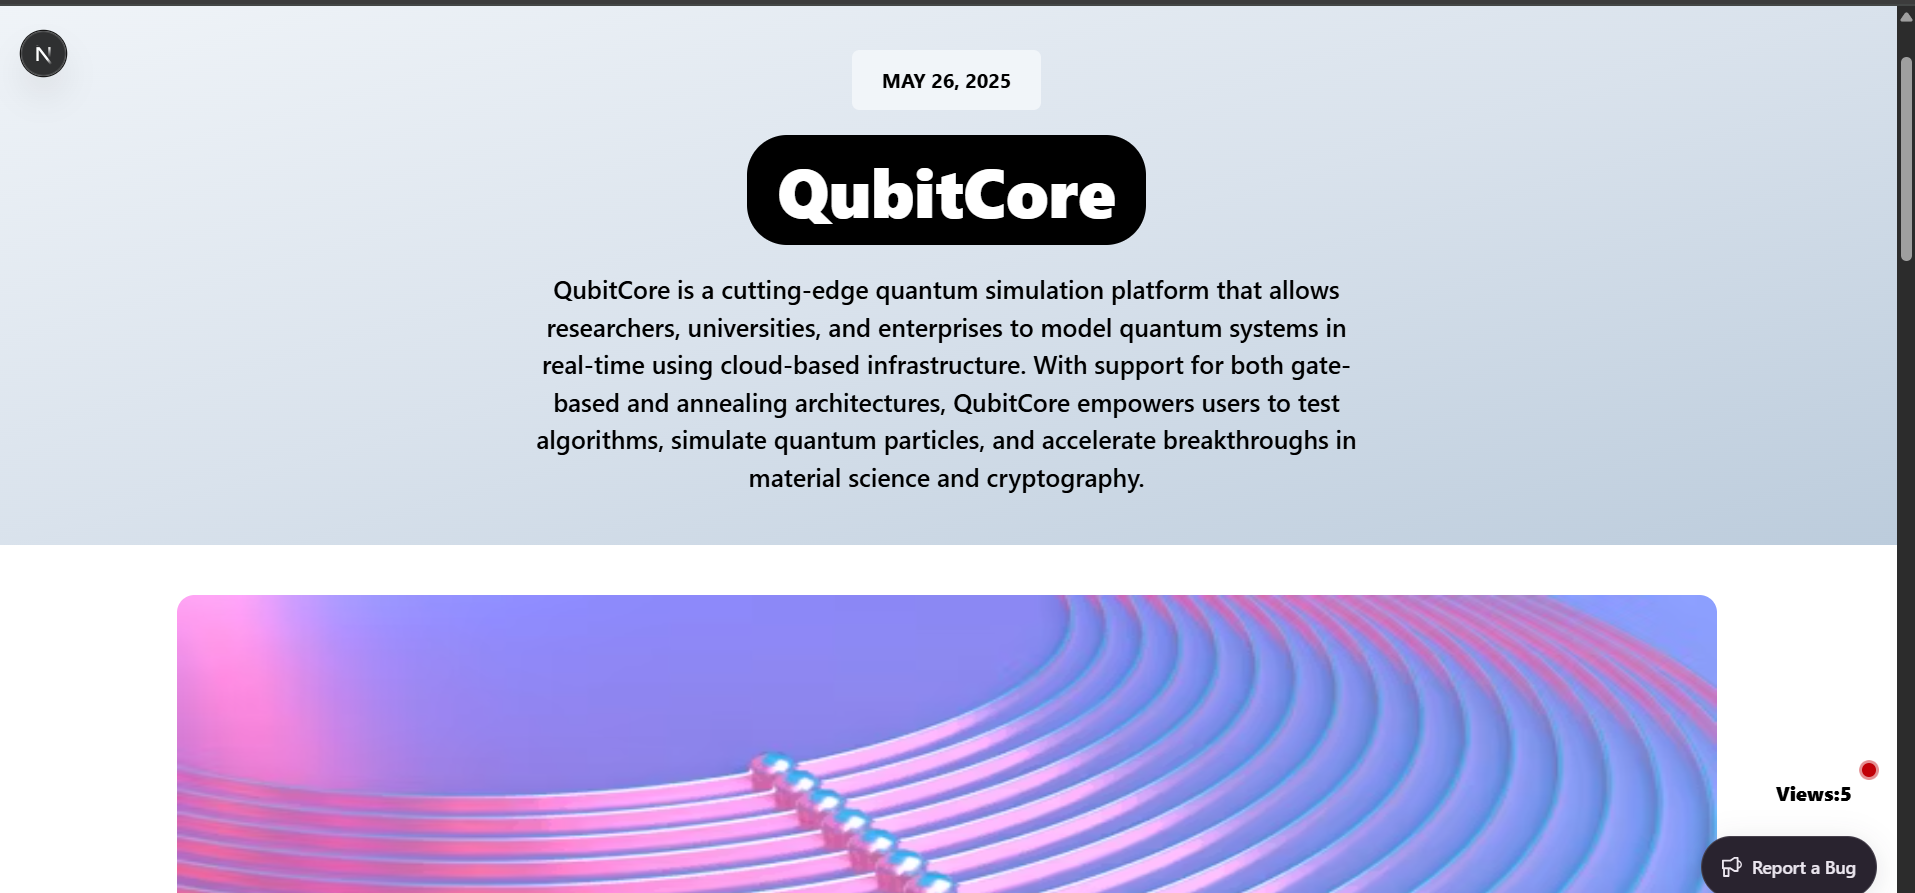 N
MAY 26, 2025
QubitCore
QubitCore is a cutting-edge quantum simulation platform that allows
researchers, universities, and enterprises to model quantum systems in
real-time using cloud-based infrastructure. With support for both gate-
based and annealing architectures, QubitCore empowers users to test
algorithms, simulate quantum particles, and accelerate breakthroughs in
material science and cryptography.
Views:5
Report a Bug